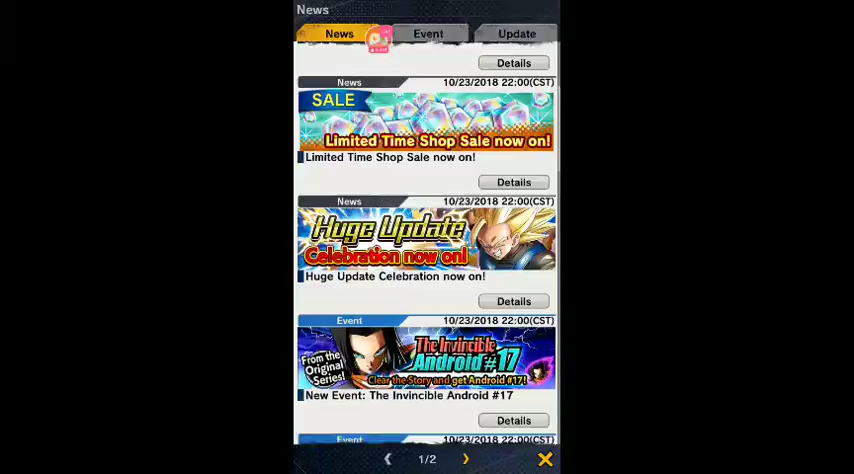 News
News
Event
Update
Details
News
10/23/2018 22:00(CST)
SALE
Limited Time Shop Sale now on!
Limited Time Shop Sale now on!
Details
News
10/23/2018 22:00(CST)
Huge Update
Celebration now on!
Huge Update Celebration now on!
Details
Event
10/23/2018 22:00(CST)
From the
Original
Series!
The Invincible
Android #17
Clear the Story and get Android #17!
New Event: The Invincible Android #17
Details
Event
10/23/2018 22:00(CST)
1/2